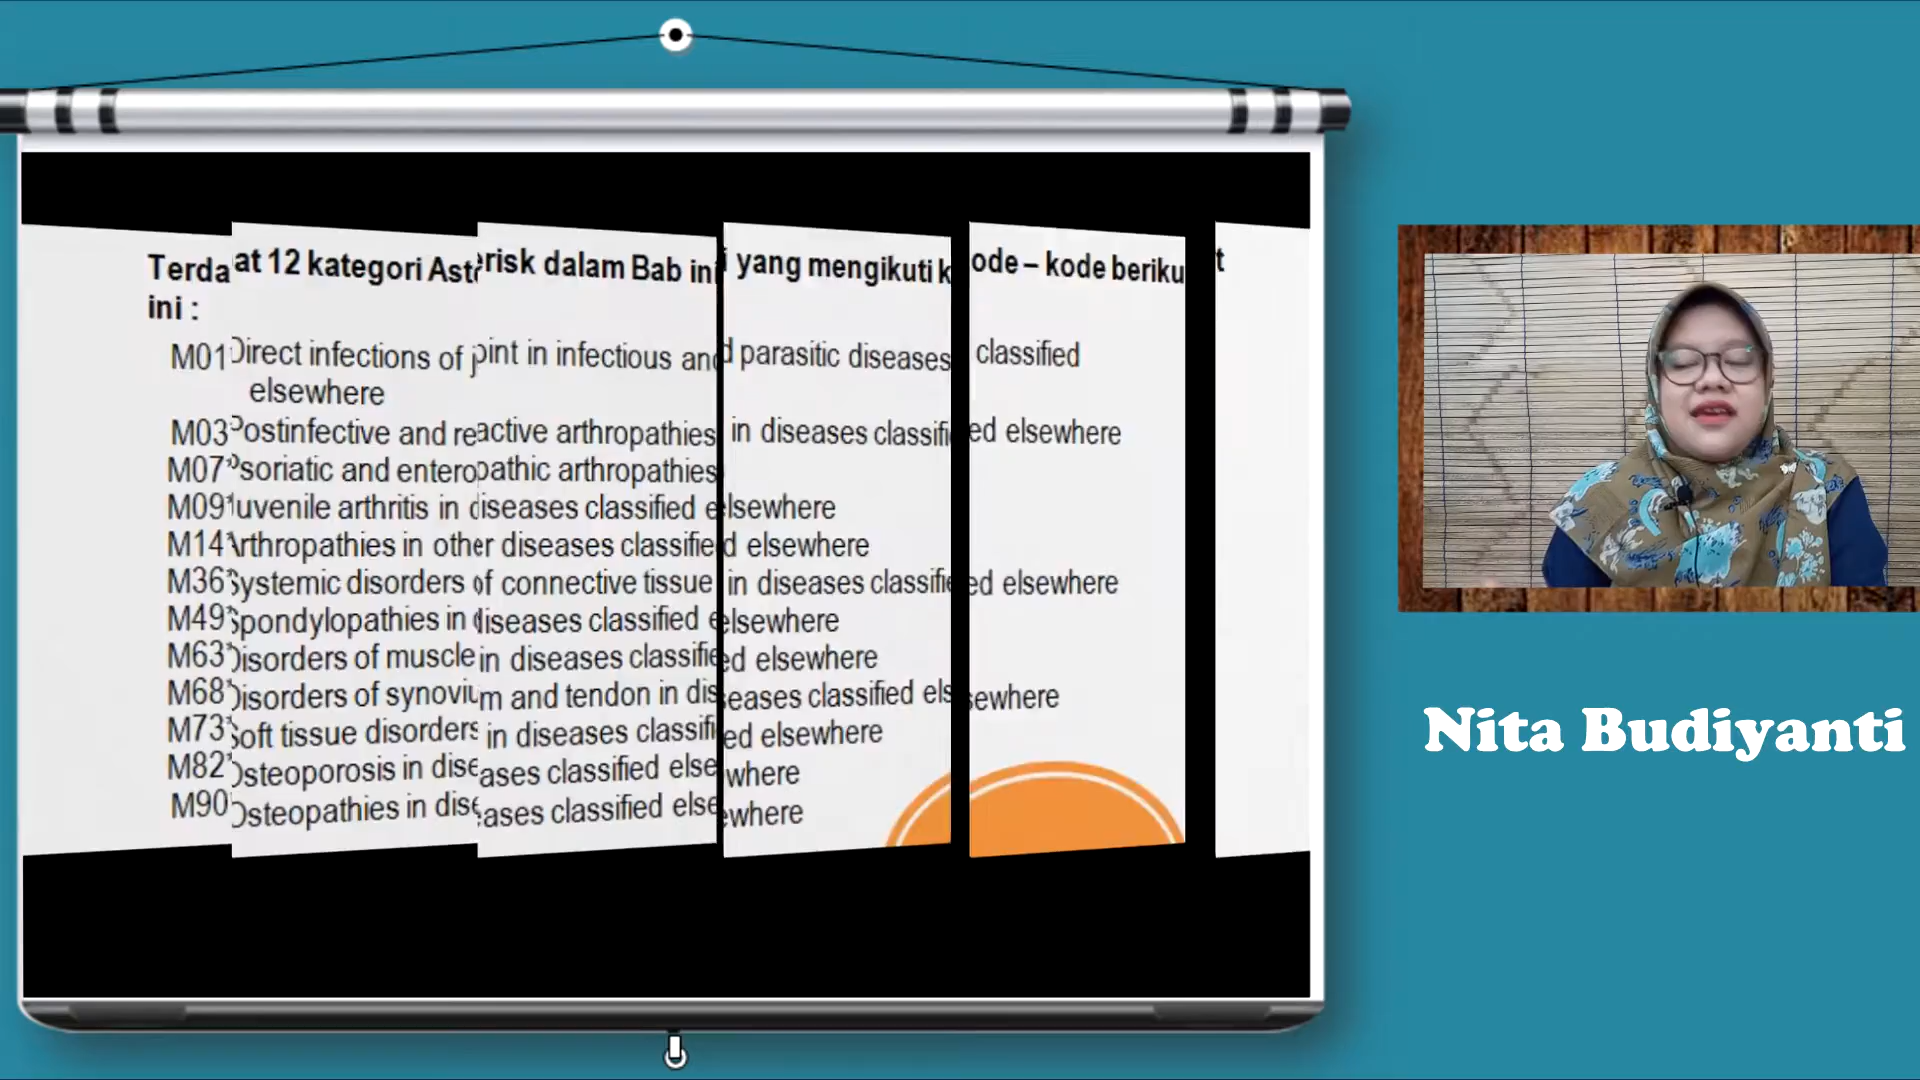 Terdapat 12 kategori Asterisk dalam Bab ini yang mengikuti kode – kode berikut
ini :
M01* Direct infections of joint in infectious and parasitic diseases classified
elsewhere
M03* Postinfective and reactive arthropathies in diseases classified elsewhere
M07* Psoriatic and enteropathic arthropathies
M09* Juvenile arthritis in diseases classified elsewhere
M14* Arthropathies in other diseases classified elsewhere
M36* Systemic disorders of connective tissue in diseases classified elsewhere
M49* Spondylopathies in diseases classified elsewhere
M63* Disorders of muscle in diseases classified elsewhere
M68* Disorders of synovium and tendon in diseases classified elsewhere
M73* Soft tissue disorders in diseases classified elsewhere
M82* Osteoporosis in diseases classified elsewhere
M90* Osteopathies in diseases classified elsewhere
Nita Budiyanti